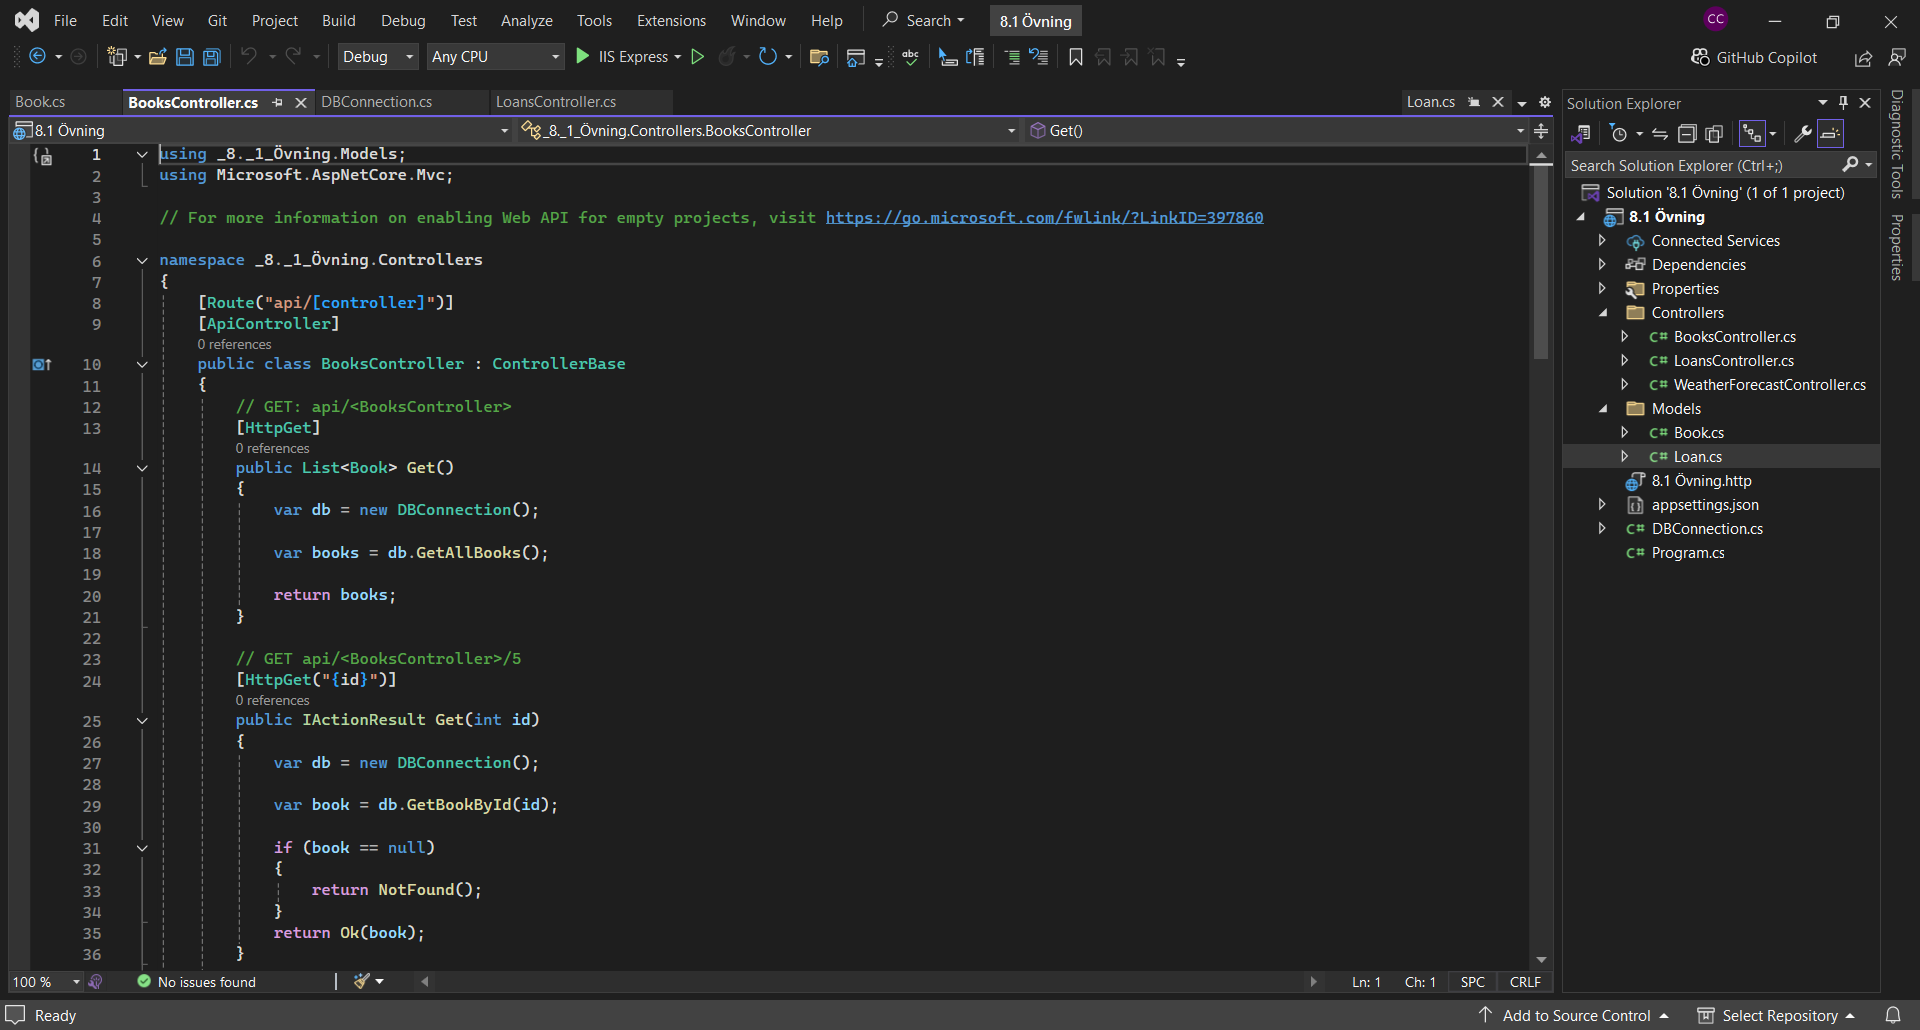 File Edit View Git Project Build Debug Test Analyze Tools Extensions Window Help Search 8.1 Övning CC
Debug Any CPU IIS Express abc GitHub Copilot
Book.cs BooksController.cs DBConnection.cs LoansController.cs Loan.cs
8.1 Övning _8._1_Övning.Controllers.BooksController Get()
1 using _8._1_Övning.Models;
2 using Microsoft.AspNetCore.Mvc;
3
4 // For more information on enabling Web API for empty projects, visit https://go.microsoft.com/fwlink/?LinkID=397860
5
6 namespace _8._1_Övning.Controllers
7 {
8 [Route("api/[controller]")]
9 [ApiController]
0 references
10 public class BooksController : ControllerBase
11 {
12 // GET: api/<BooksController>
13 [HttpGet]
0 references
14 public List<Book> Get()
15 {
16 var db = new DBConnection();
17
18 var books = db.GetAllBooks();
19
20 return books;
21 }
22
23 // GET api/<BooksController>/5
24 [HttpGet("{id}")]
0 references
25 public IActionResult Get(int id)
26 {
27 var db = new DBConnection();
28
29 var book = db.GetBookById(id);
30
31 if (book == null)
32 {
33 return NotFound();
34 }
35 return Ok(book);
36 }
100 % No issues found Ln: 1 Ch: 1 SPC CRLF
Solution Explorer
Search Solution Explorer (Ctrl+;)
Solution '8.1 Övning' (1 of 1 project)
8.1 Övning
Connected Services
Dependencies
Properties
Controllers
C# BooksController.cs
C# LoansController.cs
C# WeatherForecastController.cs
Models
C# Book.cs
C# Loan.cs
8.1 Övning.http
appsettings.json
C# DBConnection.cs
C# Program.cs
Diagnostic Tools
Properties
Ready Add to Source Control Select Repository